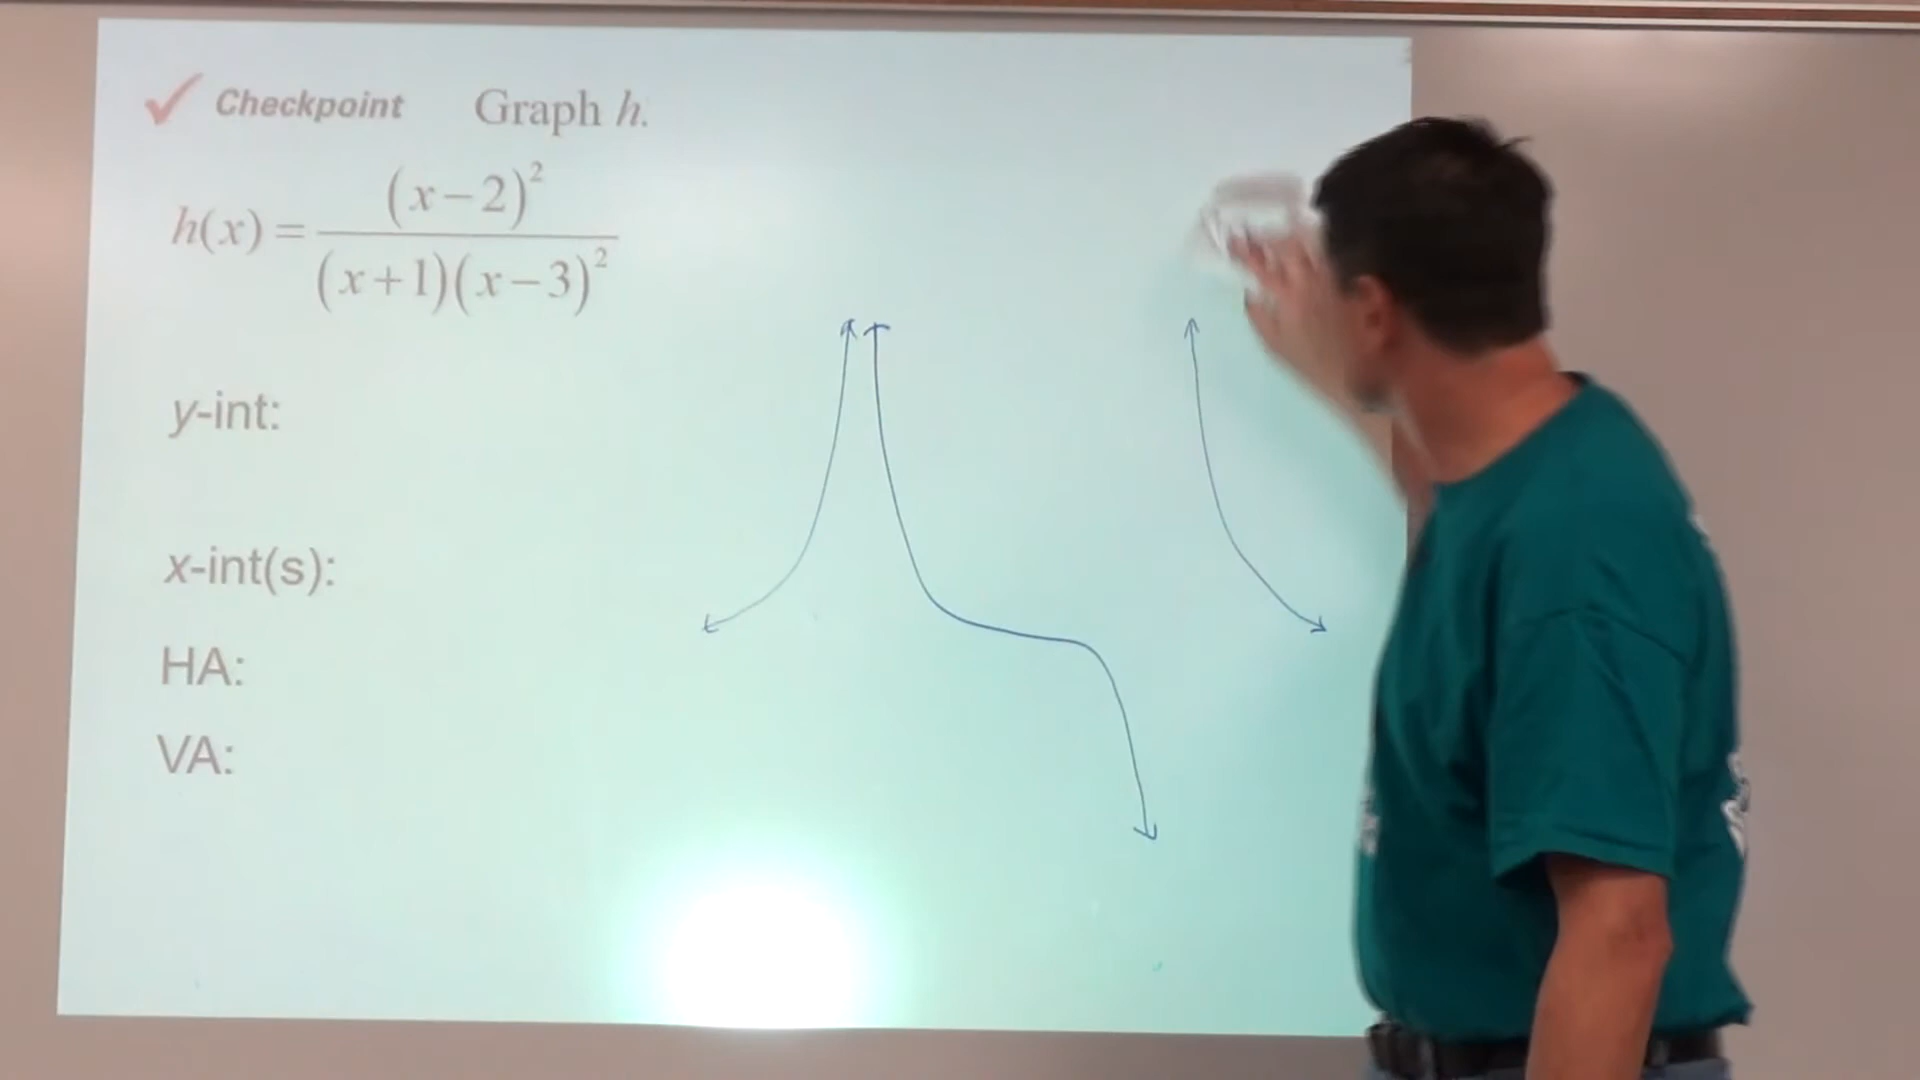 ✓ Checkpoint Graph h.
h(x) = (x−2)² / (x+1)(x−3)²
y-int:
x-int(s):
HA:
VA: